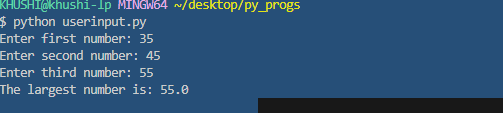 KHUSHI@khushi-lp MINGW64 ~/desktop/py_progs
$ python userinput.py
Enter first number: 35
Enter second number: 45
Enter third number: 55
The largest number is: 55.0